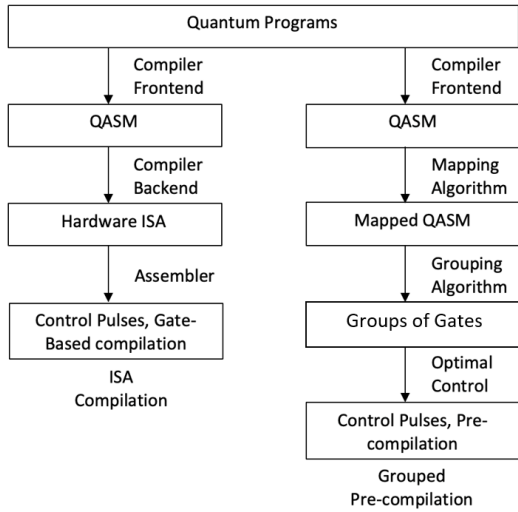 Quantum Programs
Compiler
Frontend
QASM
Compiler
Backend
Hardware ISA
Assembler
Control Pulses, Gate-
Based compilation
ISA
Compilation
Compiler
Frontend
QASM
Mapping
Algorithm
Mapped QASM
Grouping
Algorithm
Groups of Gates
Optimal
Control
Control Pulses, Pre-
compilation
Grouped
Pre-compilation